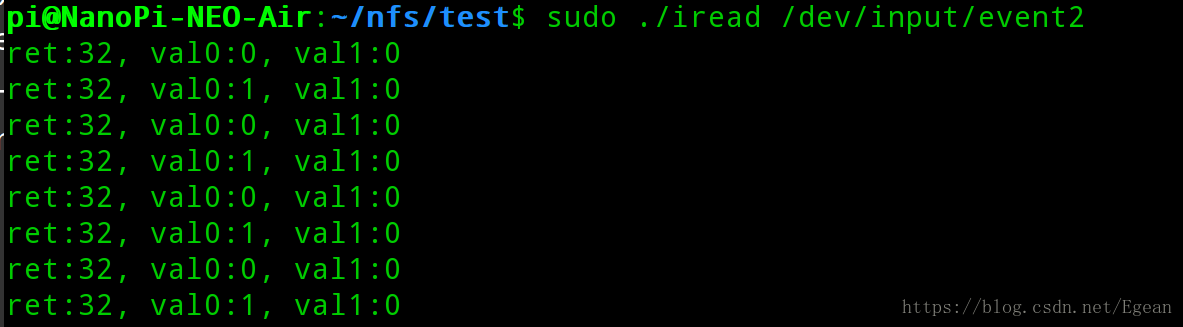 pi@NanoPi-NEO-Air:~/nfs/test$ sudo ./iread /dev/input/event2
ret:32, val0:0, val1:0
ret:32, val0:1, val1:0
ret:32, val0:0, val1:0
ret:32, val0:1, val1:0
ret:32, val0:0, val1:0
ret:32, val0:1, val1:0
ret:32, val0:0, val1:0
ret:32, val0:1, val1:0
https://blog.csdn.net/Egean